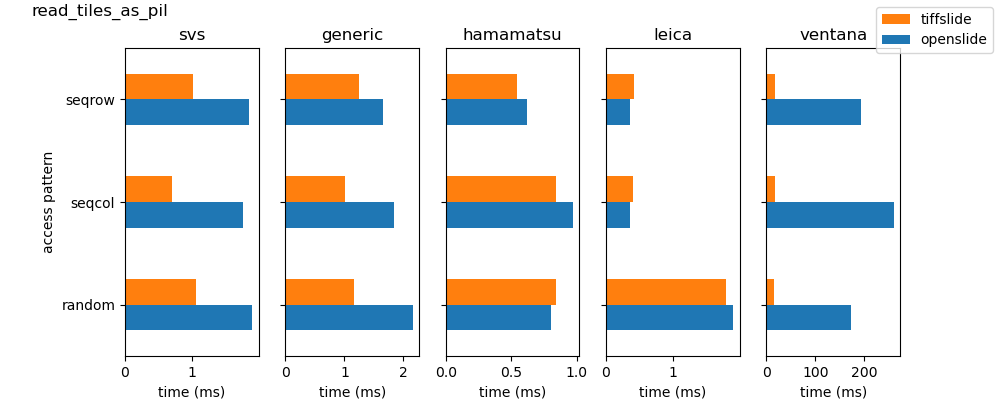 read_tiles_as_pil
tiffslide
openslide
svs
generic
hamamatsu
leica
ventana
access pattern
seqrow
seqcol
random
0 1
0 1 2
0.0 0.5 1.0
0 1
0 100 200
time (ms)
time (ms)
time (ms)
time (ms)
time (ms)